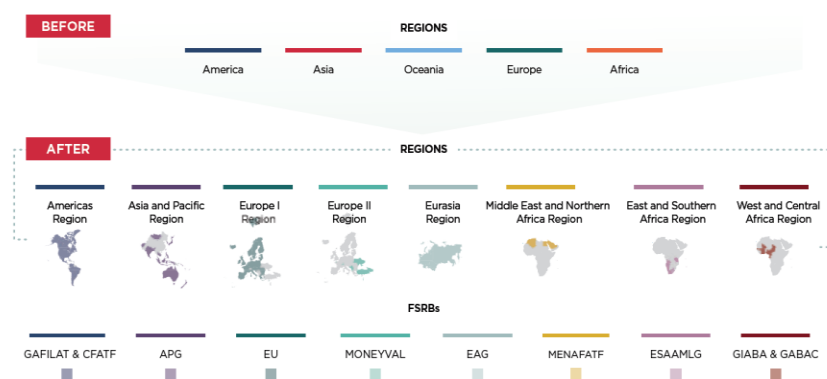 BEFORE
REGIONS
America
Asia
Oceania
Europe
Africa
AFTER
REGIONS
Americas
Region
Asia and Pacific
Region
Europe I
Region
Europe II
Region
Eurasia
Region
Middle East and Northern
Africa Region
East and Southern
Africa Region
West and Central
Africa Region
FSRBs
GAFILAT & CFATF
APG
EU
MONEYVAL
EAG
MENAFATF
ESAAMLG
GIABA & GABAC